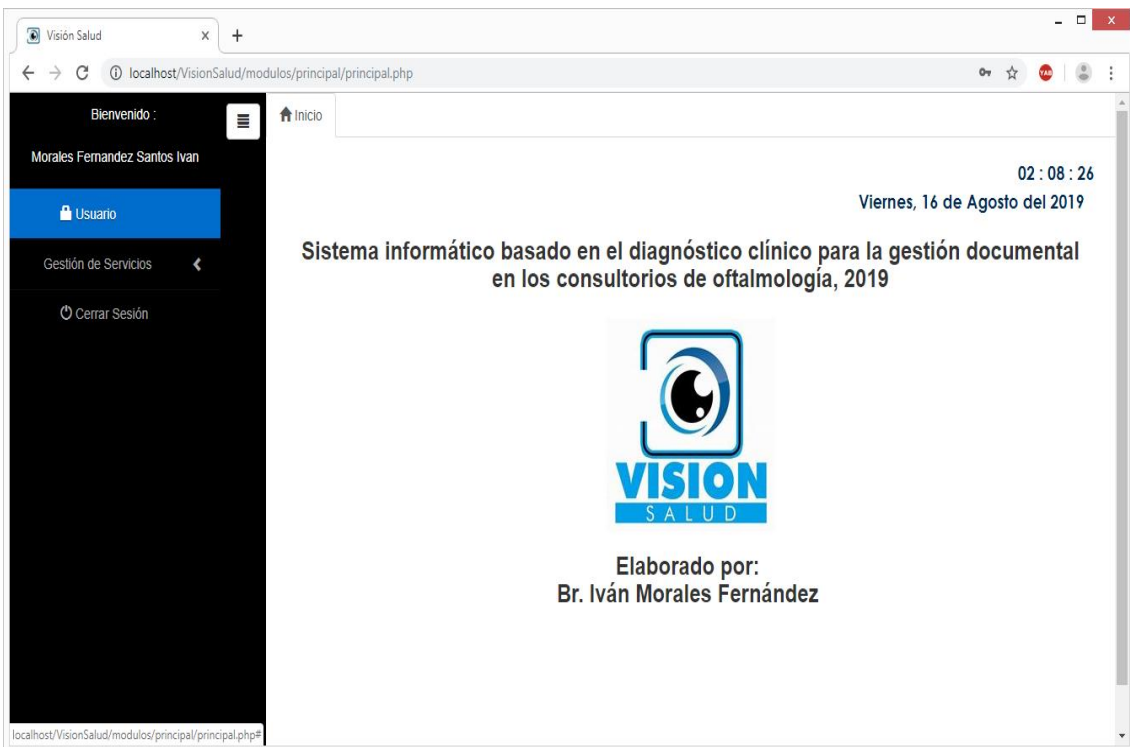 Visión Salud
localhost/VisionSalud/modulos/principal/principal.php
YAB
Bienvenido :
Morales Fernandez Santos Ivan
Usuario
Gestión de Servicios
Cerrar Sesión
Inicio
02 : 08 : 26
Viernes, 16 de Agosto del 2019
Sistema informático basado en el diagnóstico clínico para la gestión documental
en los consultorios de oftalmología, 2019
VISION
SALUD
Elaborado por:
Br. Iván Morales Fernández
localhost/VisionSalud/modulos/principal/principal.php#